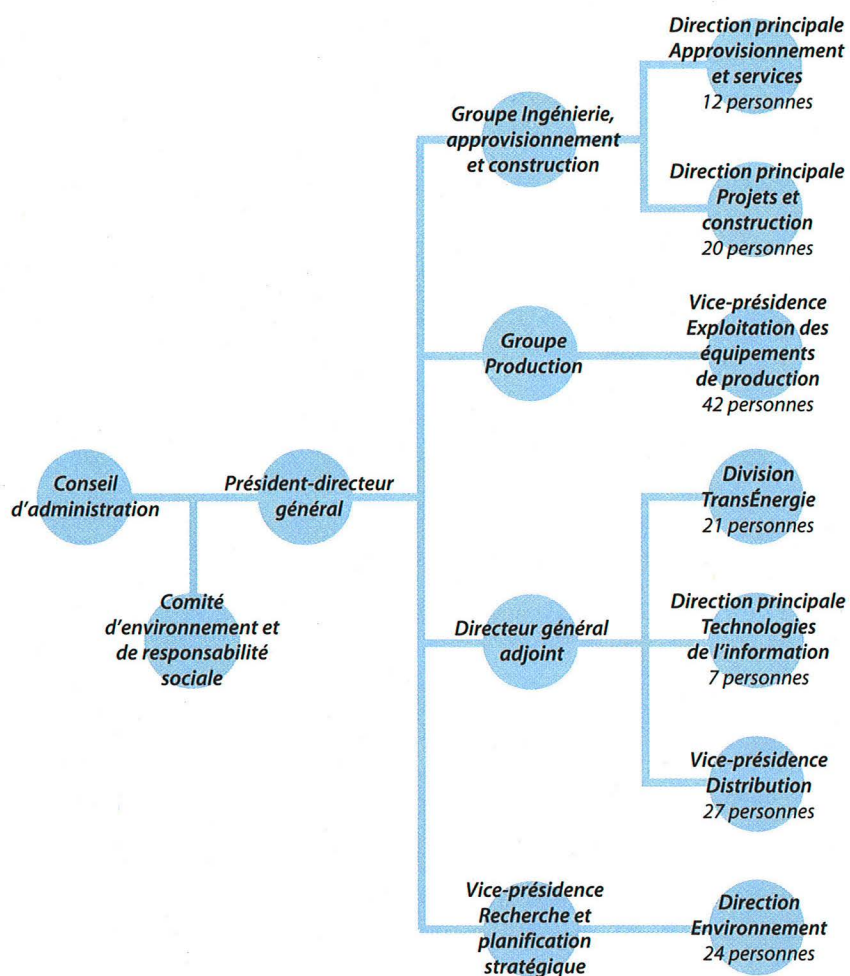 Direction principale
Approvisionnement
et services
12 personnes
Groupe Ingénierie,
approvisionnement
et construction
Direction principale
Projets et
construction
20 personnes
Vice-présidence
Exploitation des
équipements
de production
42 personnes
Groupe
Production
Conseil
d'administration
Président-directeur
général
Comité
d'environnement et
de responsabilité
sociale
Division
TransÉnergie
21 personnes
Directeur général
adjoint
Direction principale
Technologies
de l'information
7 personnes
Vice-présidence
Distribution
27 personnes
Vice-présidence
Recherche et
planification
stratégique
Direction
Environnement
24 personnes